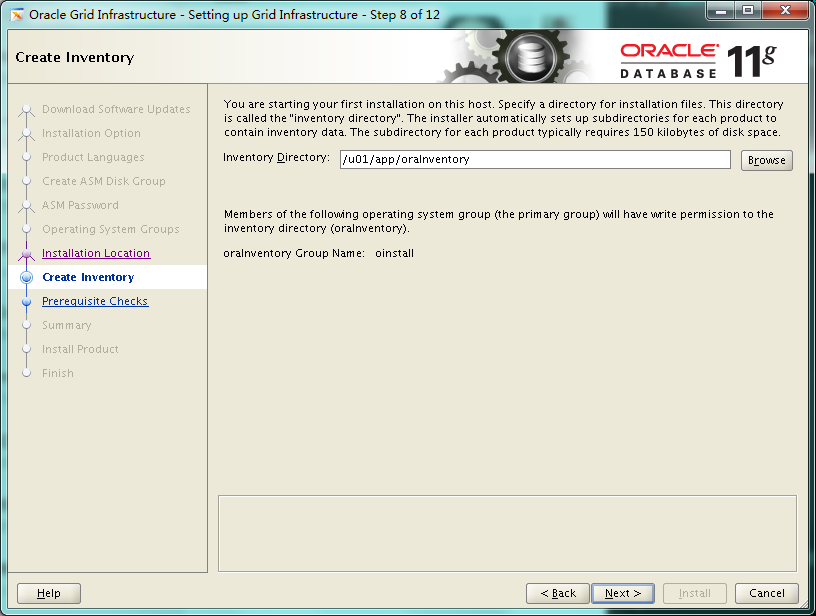 Oracle Grid Infrastructure - Setting up Grid Infrastructure - Step 8 of 12
Create Inventory
ORACLE
DATABASE 11g
Download Software Updates
Installation Option
Product Languages
Create ASM Disk Group
ASM Password
Operating System Groups
Installation Location
Create Inventory
Prerequisite Checks
Summary
Install Product
Finish
You are starting your first installation on this host. Specify a directory for installation files. This directory
is called the "inventory directory". The installer automatically sets up subdirectories for each product to
contain inventory data. The subdirectory for each product typically requires 150 kilobytes of disk space.
Inventory Directory: /u01/app/oraInventory Browse
Members of the following operating system group (the primary group) will have write permission to the
inventory directory (oraInventory).
oraInventory Group Name: oinstall
Help < Back Next > Install Cancel